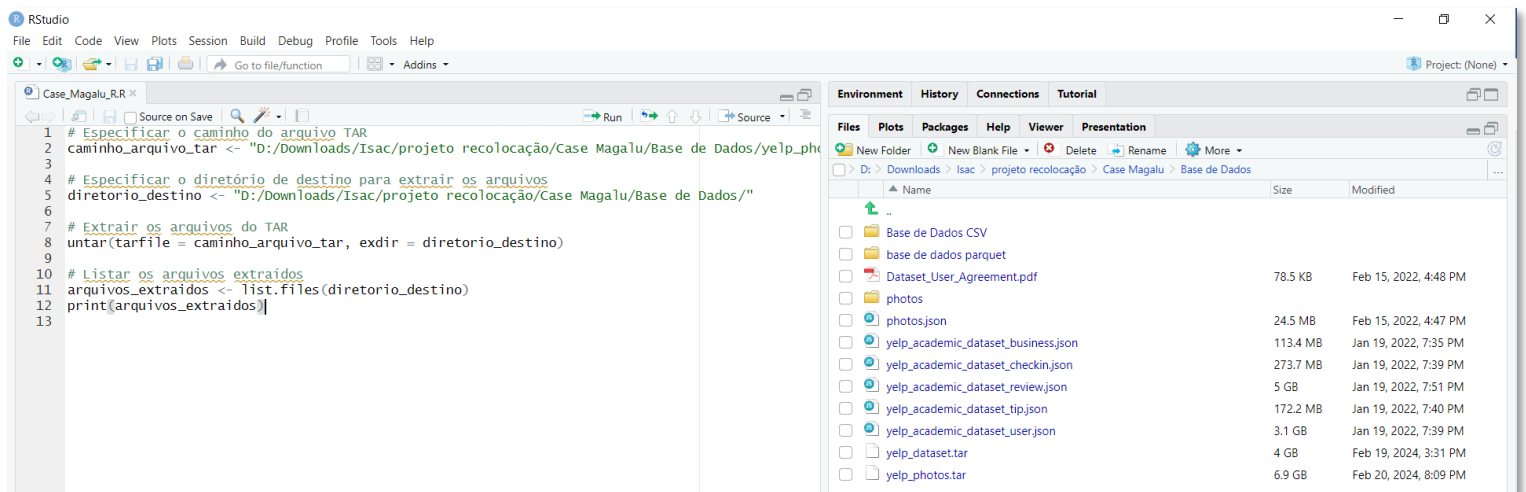 RStudio
File Edit Code View Plots Session Build Debug Profile Tools Help
Go to file/function Addins Project: (None)
Case_Magalu_R.R
Source on Save Run Source
1 # Especificar o caminho do arquivo TAR
2 caminho_arquivo_tar <- "D:/Downloads/Isac/projeto recolocação/Case Magalu/Base de Dados/yelp_pho
3
4 # Especificar o diretório de destino para extrair os arquivos
5 diretorio_destino <- "D:/Downloads/Isac/projeto recolocação/Case Magalu/Base de Dados/"
6
7 # Extrair os arquivos do TAR
8 untar(tarfile = caminho_arquivo_tar, exdir = diretorio_destino)
9
10 # Listar os arquivos extraídos
11 arquivos_extraidos <- list.files(diretorio_destino)
12 print(arquivos_extraidos)
13
Environment History Connections Tutorial
Files Plots Packages Help Viewer Presentation
New Folder New Blank File Delete Rename More
D: > Downloads > Isac > projeto recolocação > Case Magalu > Base de Dados ...
Name Size Modified
..
Base de Dados CSV
base de dados parquet
Dataset_User_Agreement.pdf 78.5 KB Feb 15, 2022, 4:48 PM
photos
photos.json 24.5 MB Feb 15, 2022, 4:47 PM
yelp_academic_dataset_business.json 113.4 MB Jan 19, 2022, 7:35 PM
yelp_academic_dataset_checkin.json 273.7 MB Jan 19, 2022, 7:39 PM
yelp_academic_dataset_review.json 5 GB Jan 19, 2022, 7:51 PM
yelp_academic_dataset_tip.json 172.2 MB Jan 19, 2022, 7:40 PM
yelp_academic_dataset_user.json 3.1 GB Jan 19, 2022, 7:39 PM
yelp_dataset.tar 4 GB Feb 19, 2024, 3:31 PM
yelp_photos.tar 6.9 GB Feb 20, 2024, 8:09 PM